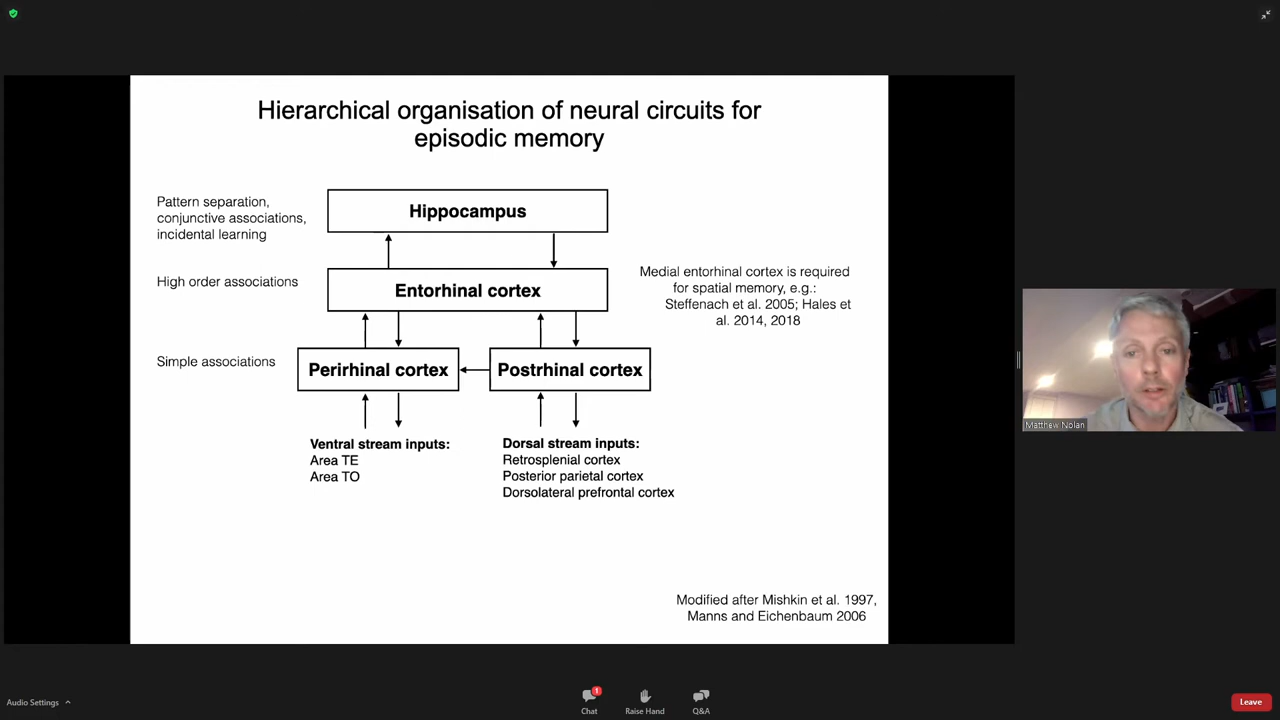 Hierarchical organisation of neural circuits for
episodic memory
Pattern separation,
conjunctive associations,
incidental learning
Hippocampus
High order associations
Entorhinal cortex
Medial entorhinal cortex is required
for spatial memory, e.g.:
Steffenach et al. 2005; Hales et
al. 2014, 2018
Simple associations
Perirhinal cortex
Postrhinal cortex
Ventral stream inputs:
Area TE
Area TO
Dorsal stream inputs:
Retrosplenial cortex
Posterior parietal cortex
Dorsolateral prefrontal cortex
Modified after Mishkin et al. 1997,
Manns and Eichenbaum 2006
Matthew Nolan
Audio Settings
1
Chat
Raise Hand
Q&A
Leave